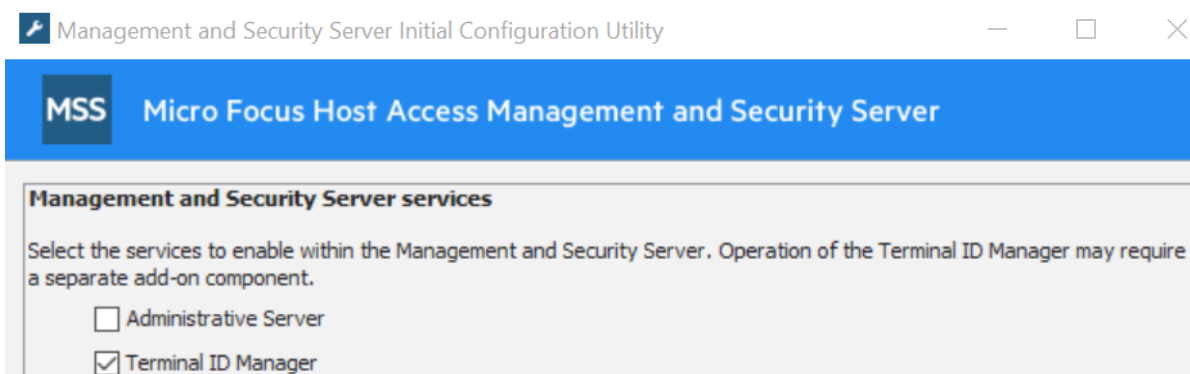 Management and Security Server Initial Configuration Utility
MSS Micro Focus Host Access Management and Security Server
Management and Security Server services
Select the services to enable within the Management and Security Server. Operation of the Terminal ID Manager may require
a separate add-on component.
Administrative Server
Terminal ID Manager